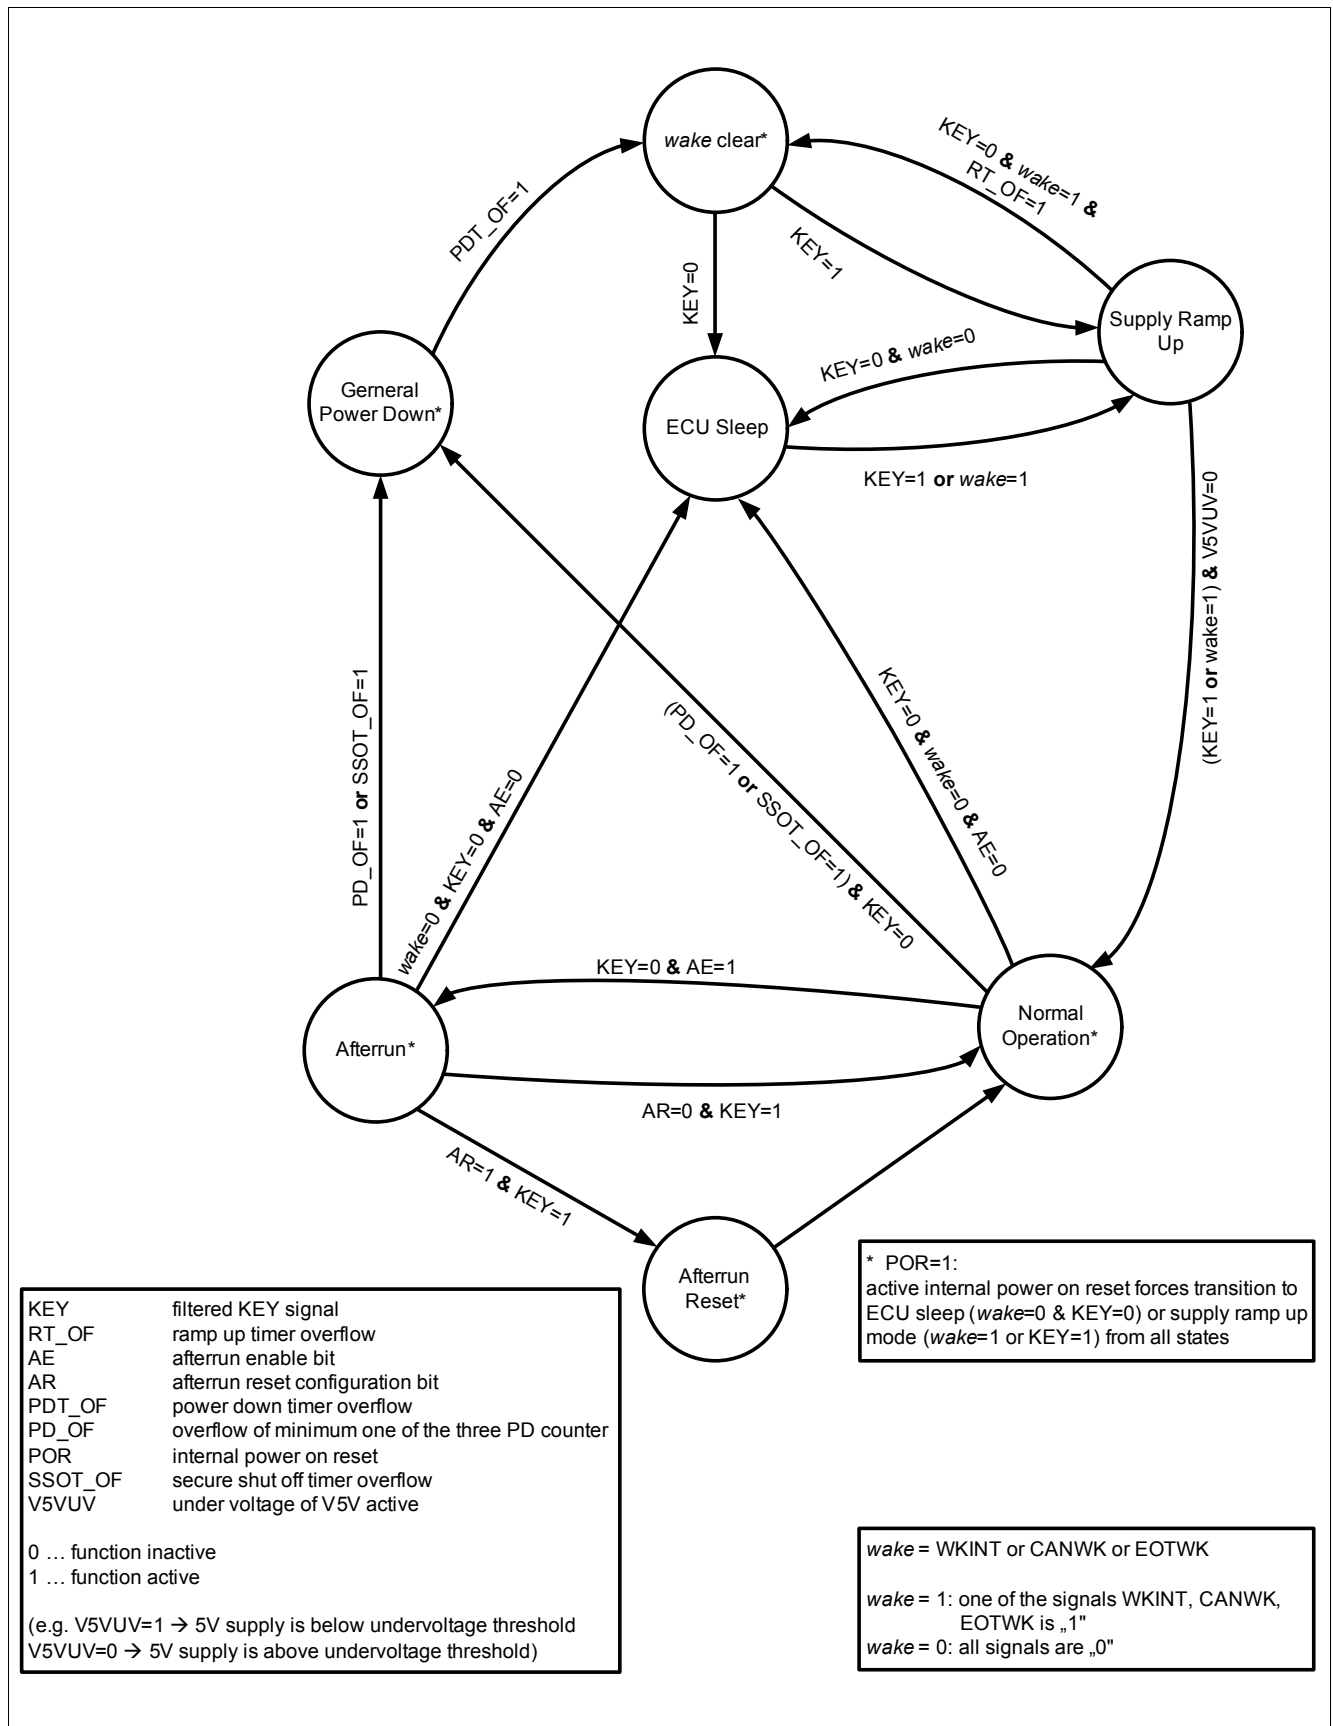 wake clear*
KEY=0 & wake=1 &
RT_OF=1
PDT_OF=1
KEY=1
KEY=0
Supply Ramp
Up
KEY=0 & wake=0
Gerneral
Power Down*
ECU Sleep
KEY=1 or wake=1
(KEY=1 or wake=1) & V5VUV=0
PD_OF=1 or SSOT_OF=1
wake=0 & KEY=0 & AE=0
(PD_OF=1 or SSOT_OF=1) & KEY=0
KEY=0 & wake=0 & AE=0
KEY=0 & AE=1
Normal
Operation*
Afterrun*
AR=0 & KEY=1
AR=1 & KEY=1
Afterrun
Reset*
* POR=1:
active internal power on reset forces transition to
ECU sleep (wake=0 & KEY=0) or supply ramp up
mode (wake=1 or KEY=1) from all states
KEY filtered KEY signal
RT_OF ramp up timer overflow
AE afterrun enable bit
AR afterrun reset configuration bit
PDT_OF power down timer overflow
PD_OF overflow of minimum one of the three PD counter
POR internal power on reset
SSOT_OF secure shut off timer overflow
V5VUV under voltage of V5V active
0 … function inactive
1 … function active
(e.g. V5VUV=1 → 5V supply is below undervoltage threshold
V5VUV=0 → 5V supply is above undervoltage threshold)
wake = WKINT or CANWK or EOTWK
wake = 1: one of the signals WKINT, CANWK,
EOTWK is „1"
wake = 0: all signals are „0"